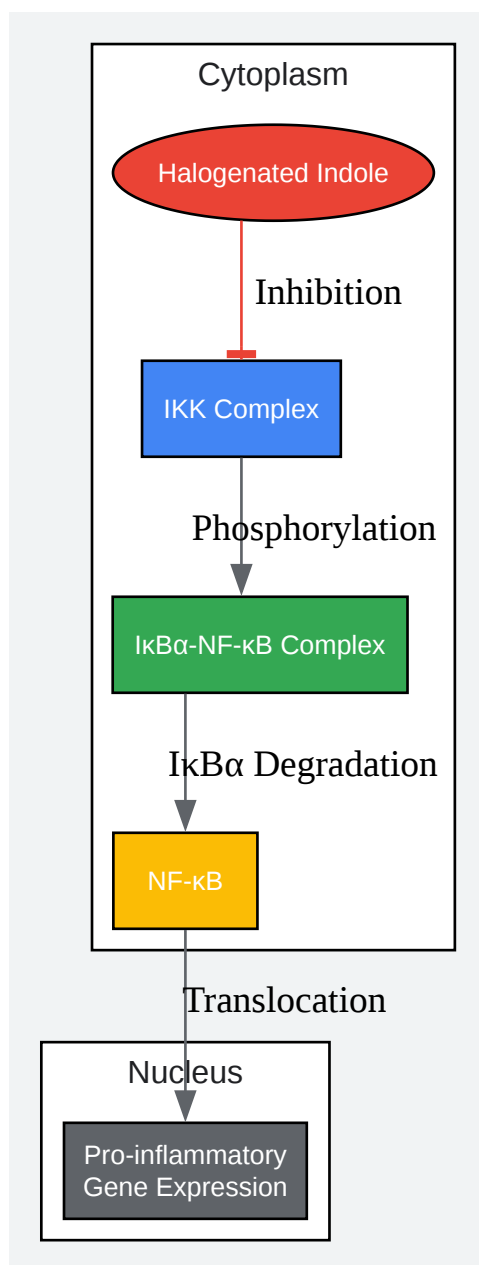 Cytoplasm
Halogenated Indole
Inhibition
IKK Complex
Phosphorylation
IκBα-NF-κB Complex
IκBα Degradation
NF-κB
Translocation
Nucleus
Pro-inflammatory
Gene Expression